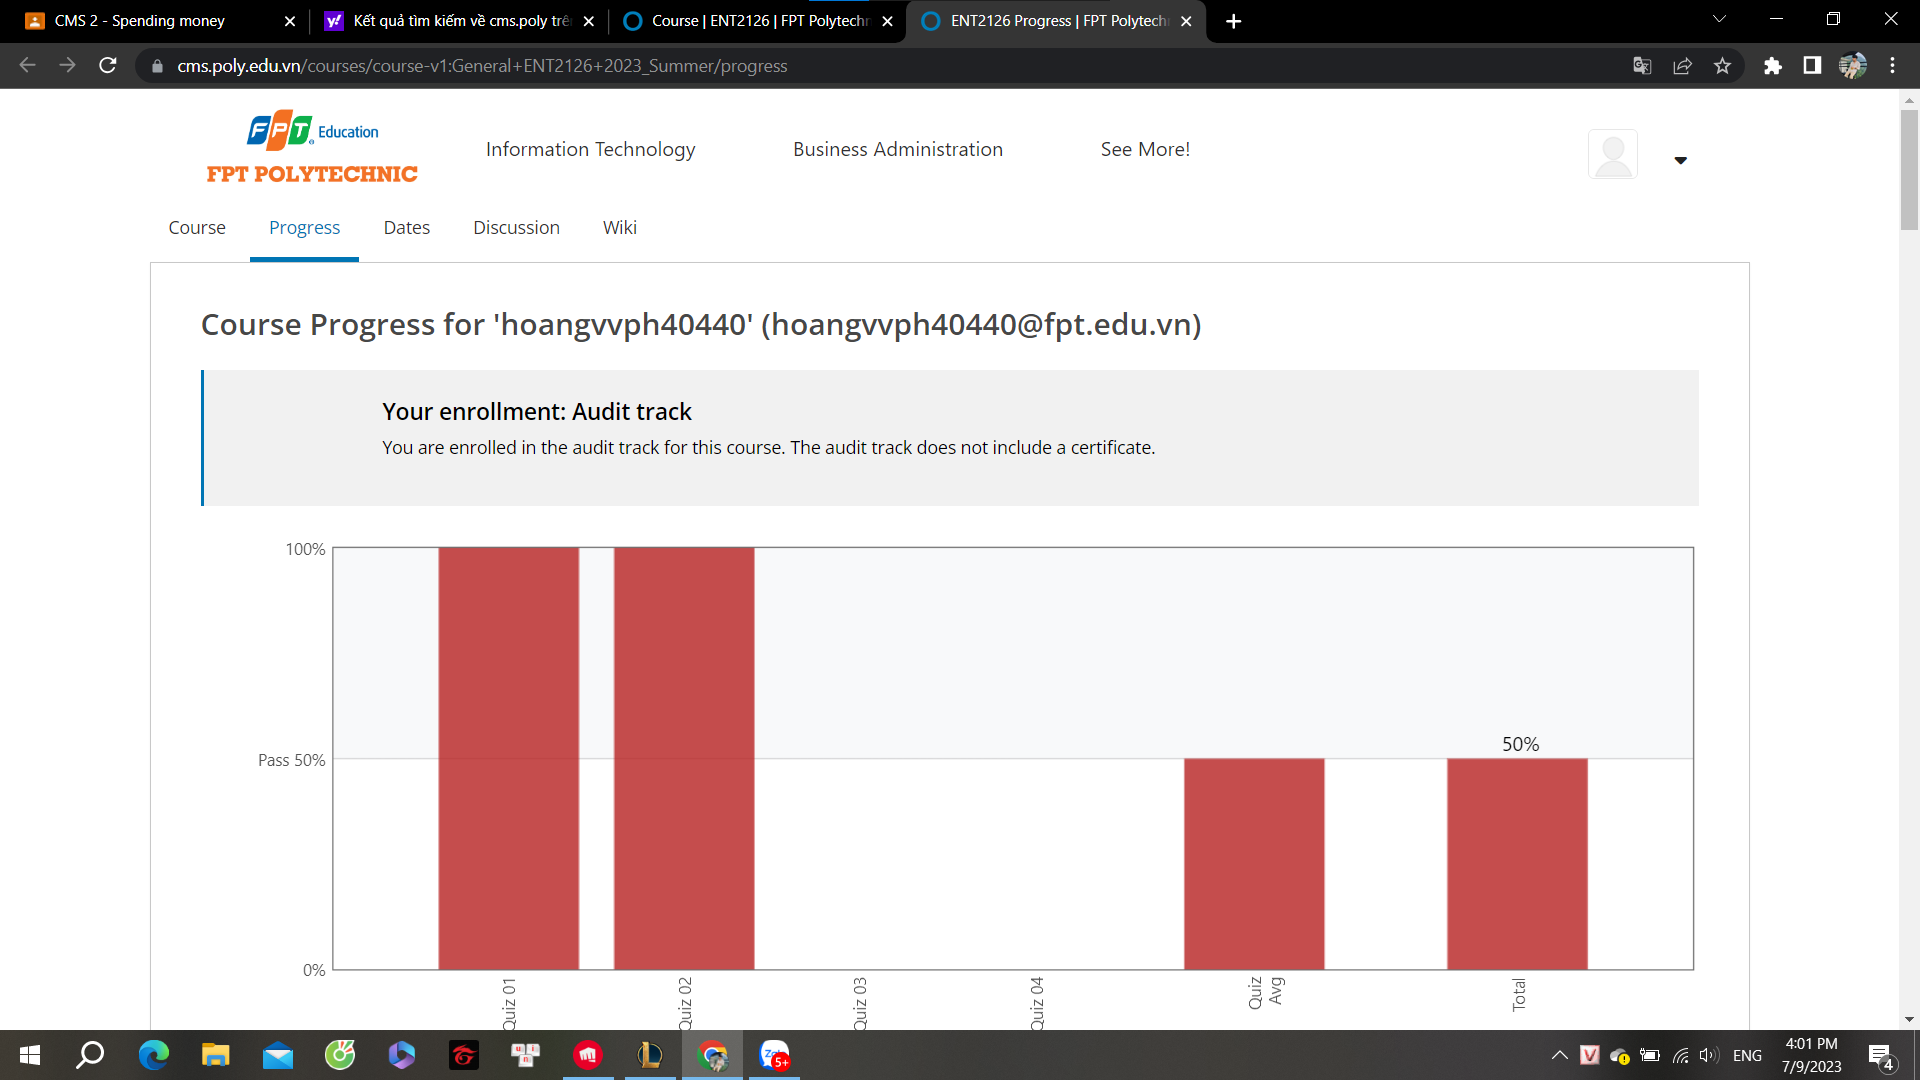 CMS 2 - Spending money
Kết quả tìm kiếm về cms.poly trên
Course | ENT2126 | FPT Polytechn
ENT2126 Progress | FPT Polytechn
cms.poly.edu.vn/courses/course-v1:General+ENT2126+2023_Summer/progress
FPT Education
FPT POLYTECHNIC
Information Technology
Business Administration
See More!
Course
Progress
Dates
Discussion
Wiki
Course Progress for 'hoangvvph40440' (hoangvvph40440@fpt.edu.vn)
Your enrollment: Audit track
You are enrolled in the audit track for this course. The audit track does not include a certificate.
100%
Pass 50%
0%
50%
Quiz 01
Quiz 02
Quiz 03
Quiz 04
Quiz
Avg
Total
5+
ENG
4:01 PM
7/9/2023
4